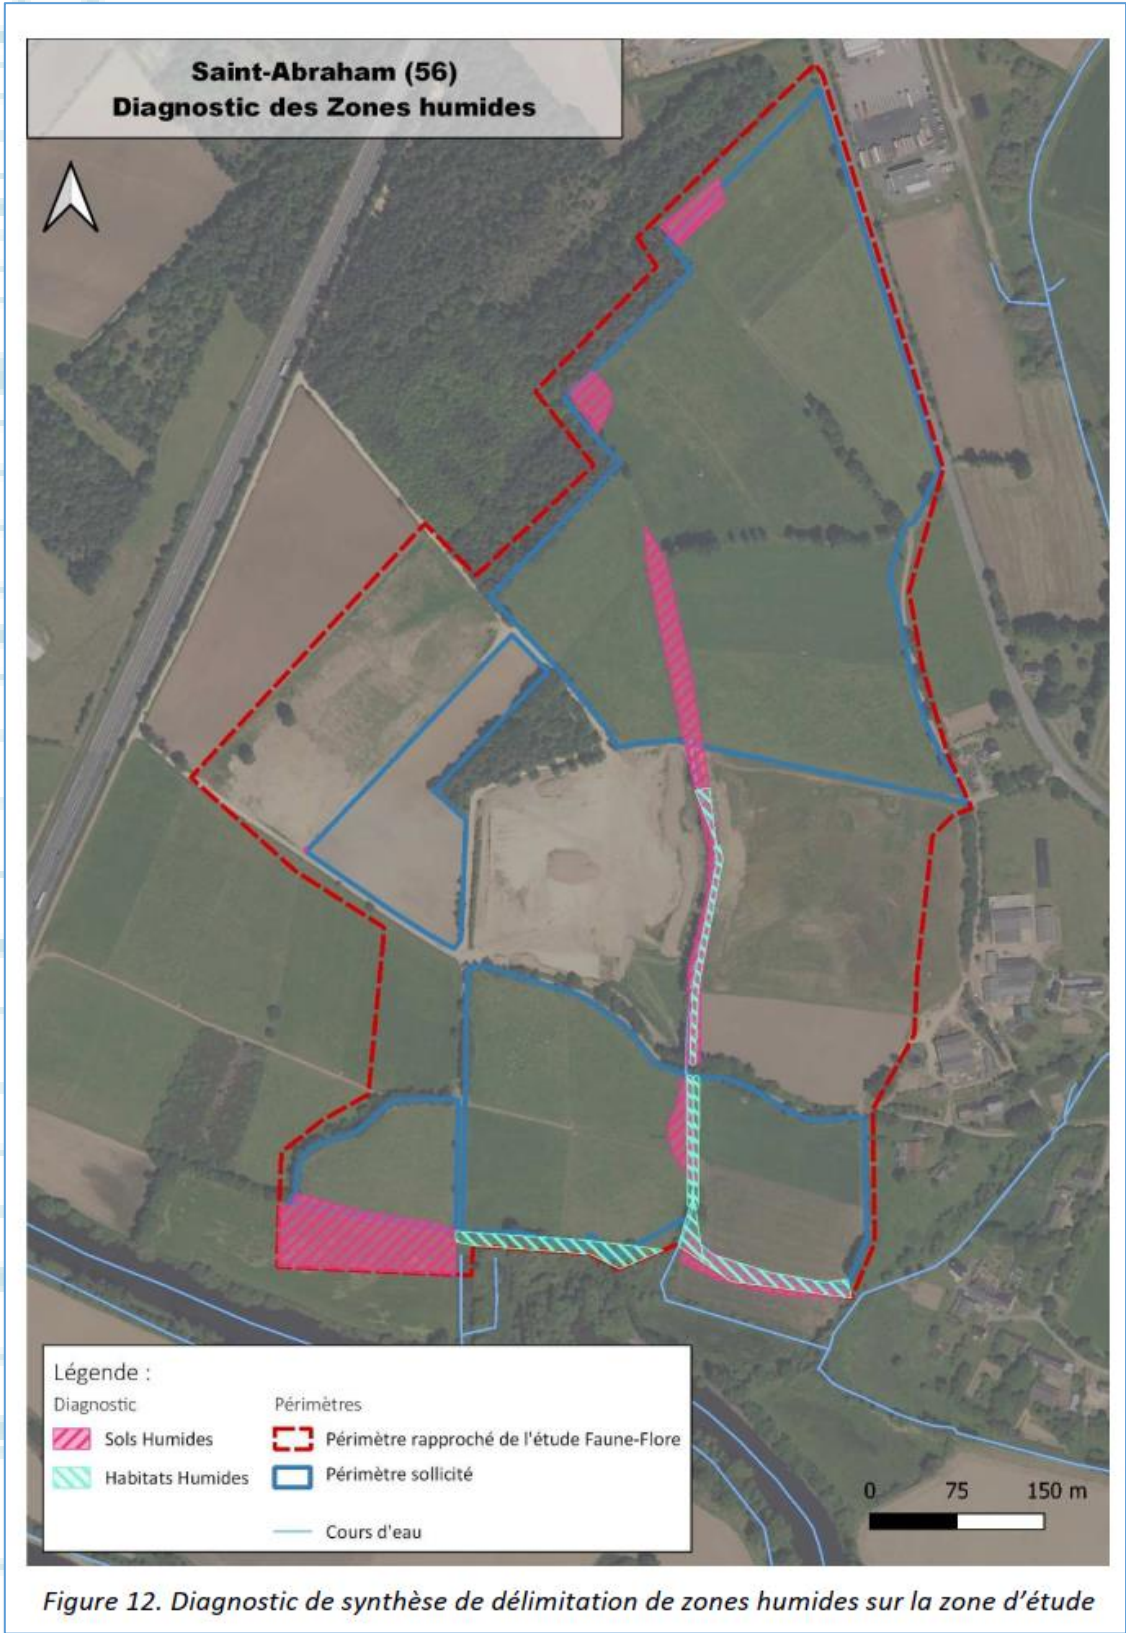 Saint-Abraham (56)
Diagnostic des Zones humides
Légende :
Diagnostic
Périmètres
Sols Humides
Périmètre rapproché de l'étude Faune-Flore
Habitats Humides
Périmètre sollicité
Cours d'eau
0 75 150 m
Figure 12. Diagnostic de synthèse de délimitation de zones humides sur la zone d'étude